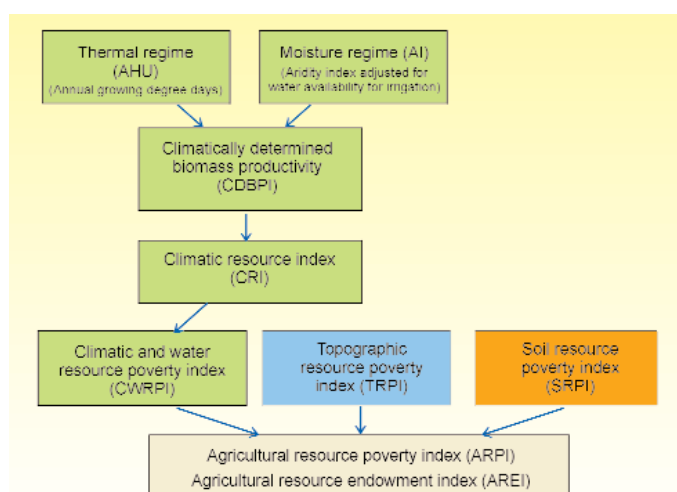 Thermal regime
(AHU)
(Annual growing degree days)
Moisture regime (AI)
(Aridity index adjusted for
water availability for irrigation)
Climatically determined
biomass productivity
(CDBPI)
Climatic resource index
(CRI)
Climatic and water
resource poverty index
(CWRPI)
Topographic
resource poverty
index (TRPI)
Soil resource
poverty index
(SRPI)
Agricultural resource poverty index (ARPI)
Agricultural resource endowment index (AREI)